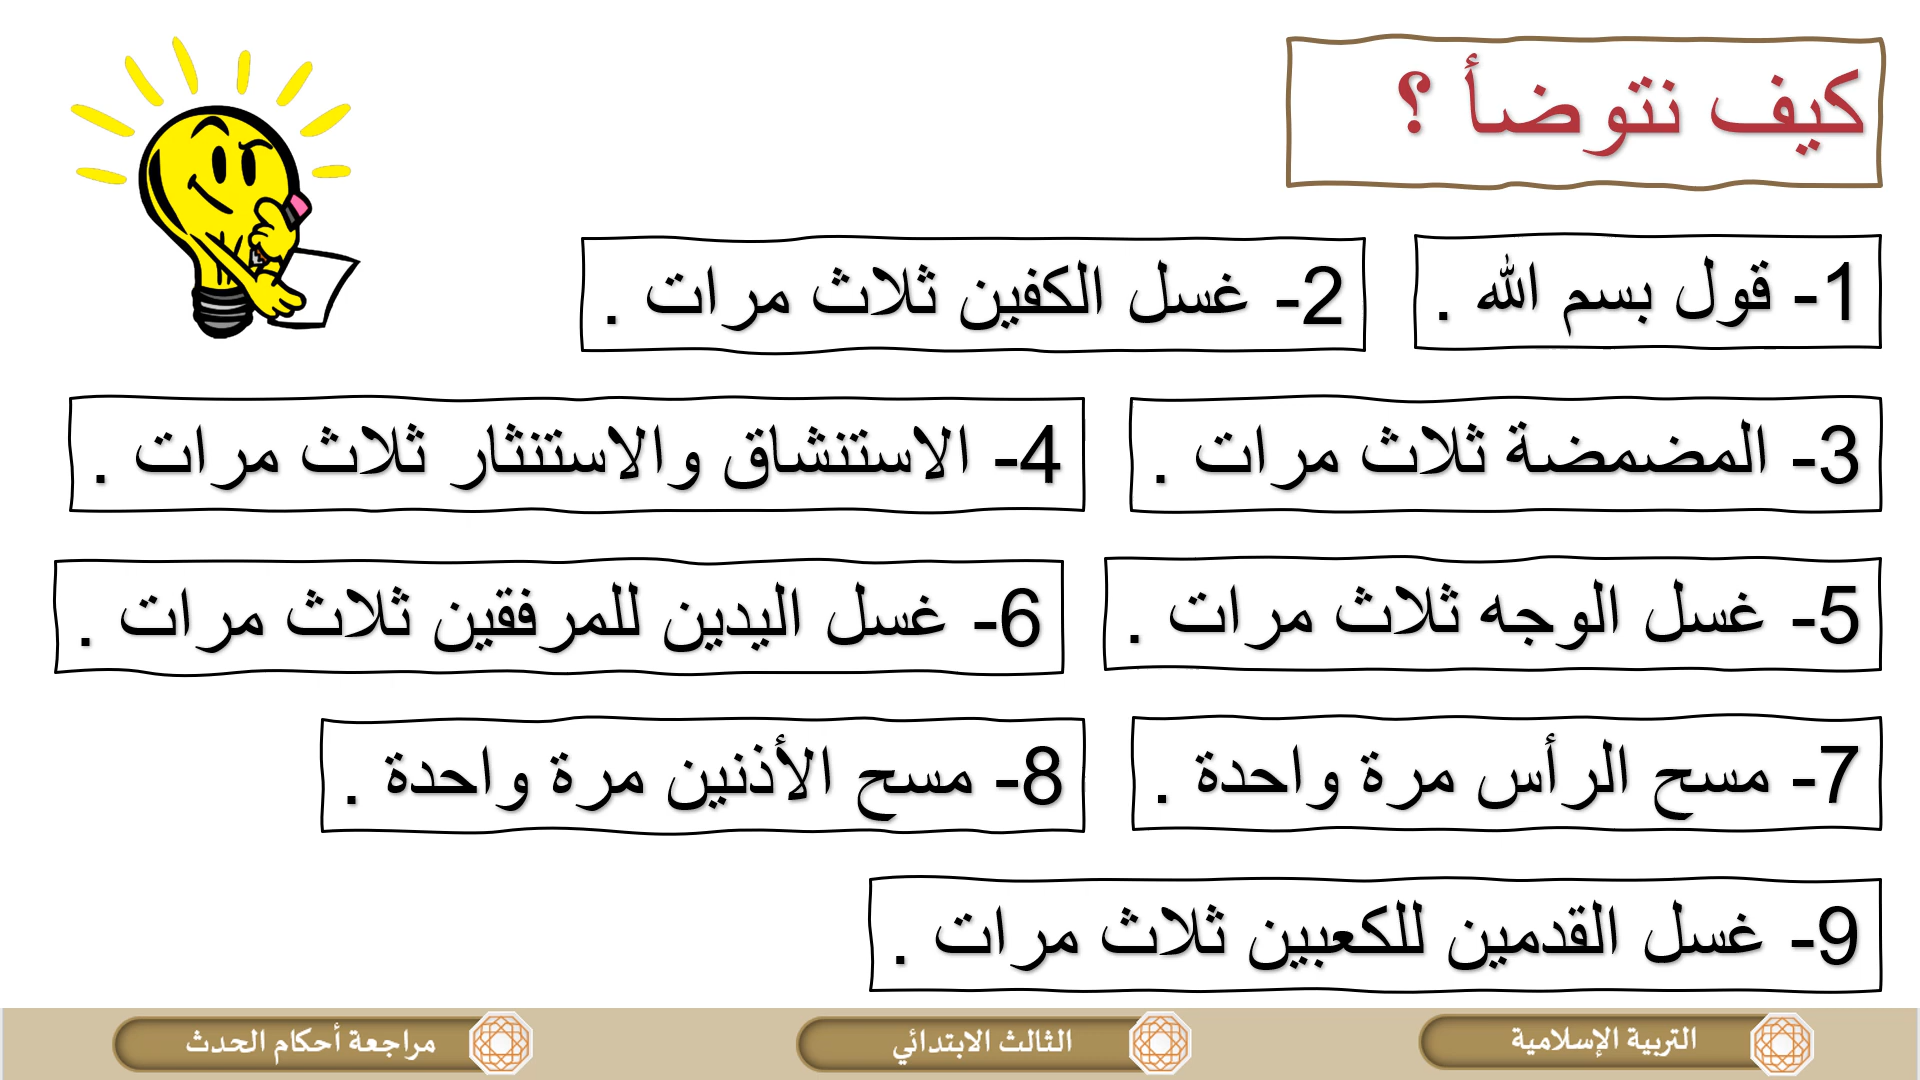 كيف نتوضأ ؟
1- قول بسم الله .
2- غسل الكفين ثلاث مرات .
3- المضمضة ثلاث مرات .
4- الاستنشاق والاستنثار ثلاث مرات .
5- غسل الوجه ثلاث مرات .
6- غسل اليدين للمرفقين ثلاث مرات .
7- مسح الرأس مرة واحدة .
8- مسح الأذنين مرة واحدة .
9- غسل القدمين للكعبين ثلاث مرات .
التربية الإسلامية
الثالث الابتدائي
مراجعة أحكام الحدث